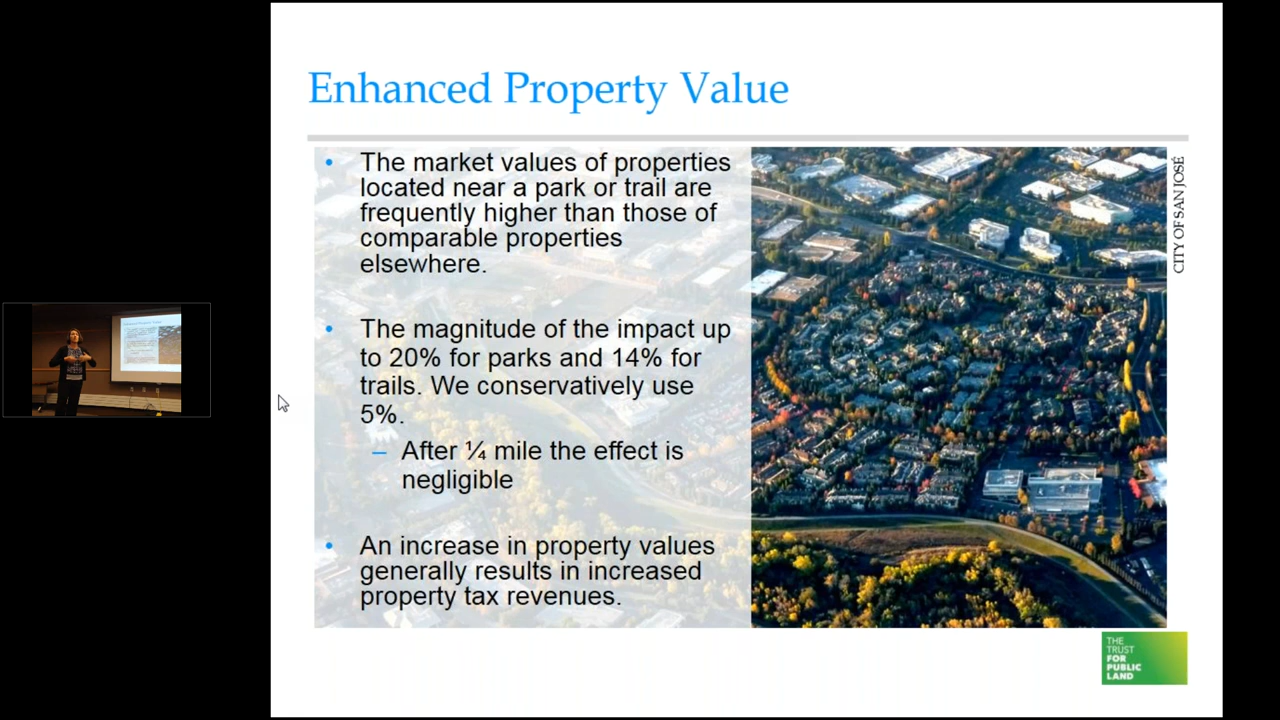 Enhanced Property Value
• The market values of properties
located near a park or trail are
frequently higher than those of
comparable properties
elsewhere.
• The magnitude of the impact up
to 20% for parks and 14% for
trails. We conservatively use
5%.
– After ¼ mile the effect is
negligible
• An increase in property values
generally results in increased
property tax revenues.
CITY OF SAN JOSÉ
THE
TRUST
FOR
PUBLIC
LAND